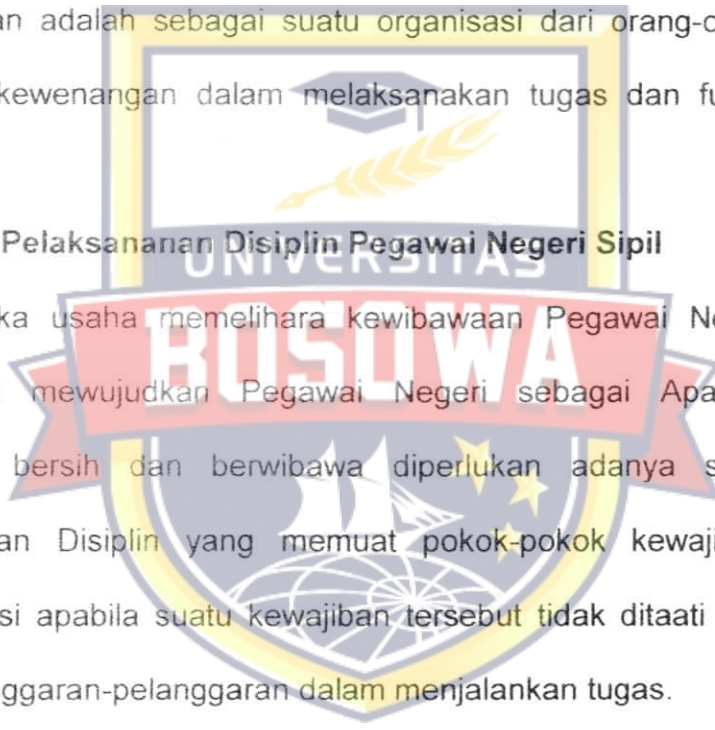 an adalah sebagai suatu organisasi dari orang-o
kewenangan dalam melaksanakan tugas dan fu
Pelaksananan Disiplin Pegawai Negeri Sipil
UNIVERSITAS
ka usaha memelihara kewibawaan Pegawai Ne
BOSOWA
mewujudkan Pegawai Negeri sebagai Apa
bersih dan berwibawa diperlukan adanya s
an Disiplin yang memuat pokok-pokok kewaji
si apabila suatu kewajiban tersebut tidak ditaati
nggaran-pelanggaran dalam menjalankan tugas.